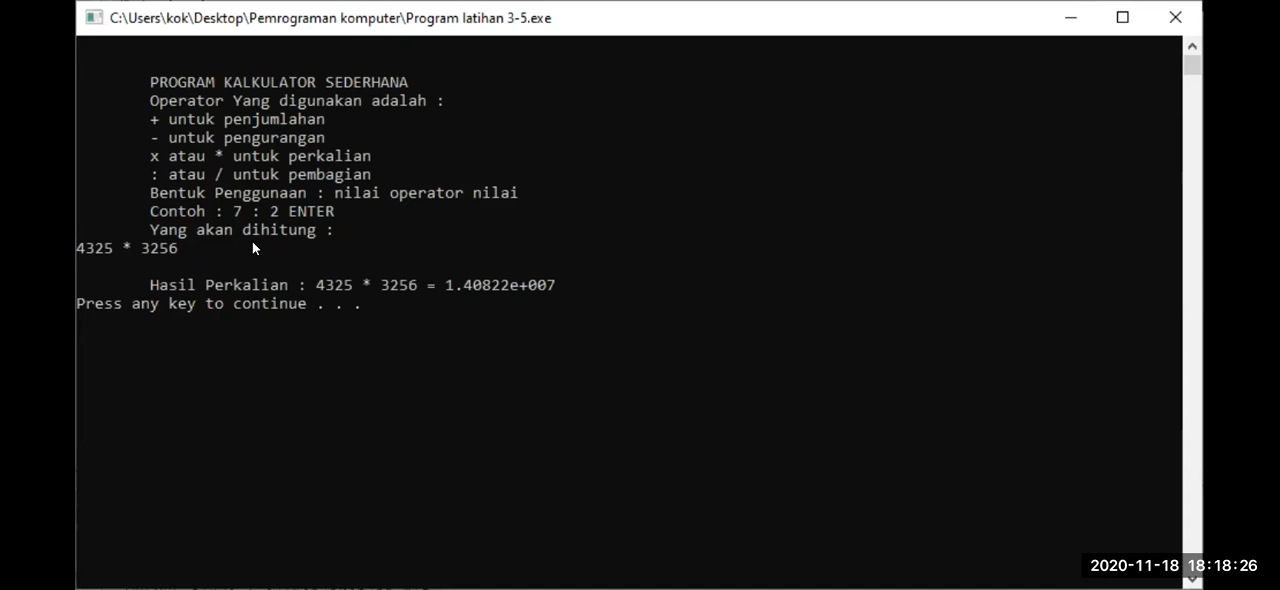 C:\Users\kok\Desktop\Pemrograman komputer\Program latihan 3-5.exe
PROGRAM KALKULATOR SEDERHANA
Operator Yang digunakan adalah :
+ untuk penjumlahan
- untuk pengurangan
x atau * untuk perkalian
: atau / untuk pembagian
Bentuk Penggunaan : nilai operator nilai
Contoh : 7 : 2 ENTER
Yang akan dihitung :
4325 * 3256
Hasil Perkalian : 4325 * 3256 = 1.40822e+007
Press any key to continue . . .
2020-11-18 18:18:26